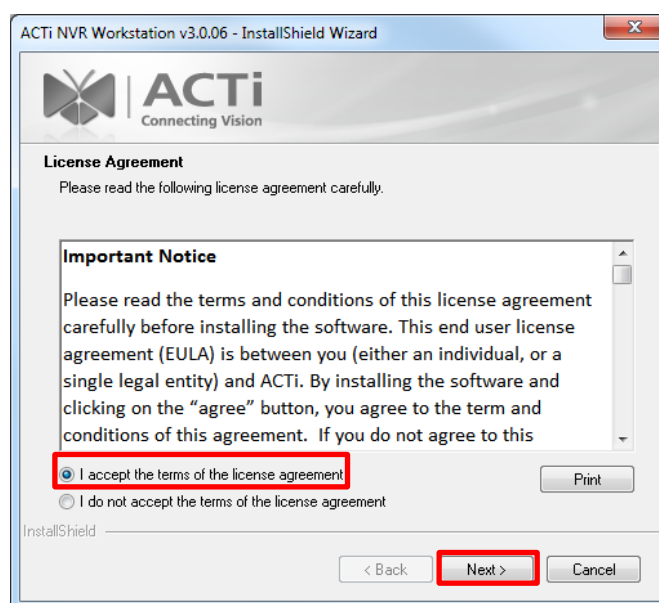 ACTi NVR Workstation v3.0.06 - InstallShield Wizard
ACTi
Connecting Vision
License Agreement
Please read the following license agreement carefully.
Important Notice
Please read the terms and conditions of this license agreement
carefully before installing the software. This end user license
agreement (EULA) is between you (either an individual, or a
single legal entity) and ACTi. By installing the software and
clicking on the “agree” button, you agree to the term and
conditions of this agreement.  If you do not agree to this
I accept the terms of the license agreement
Print
I do not accept the terms of the license agreement
InstallShield
< Back
Next >
Cancel